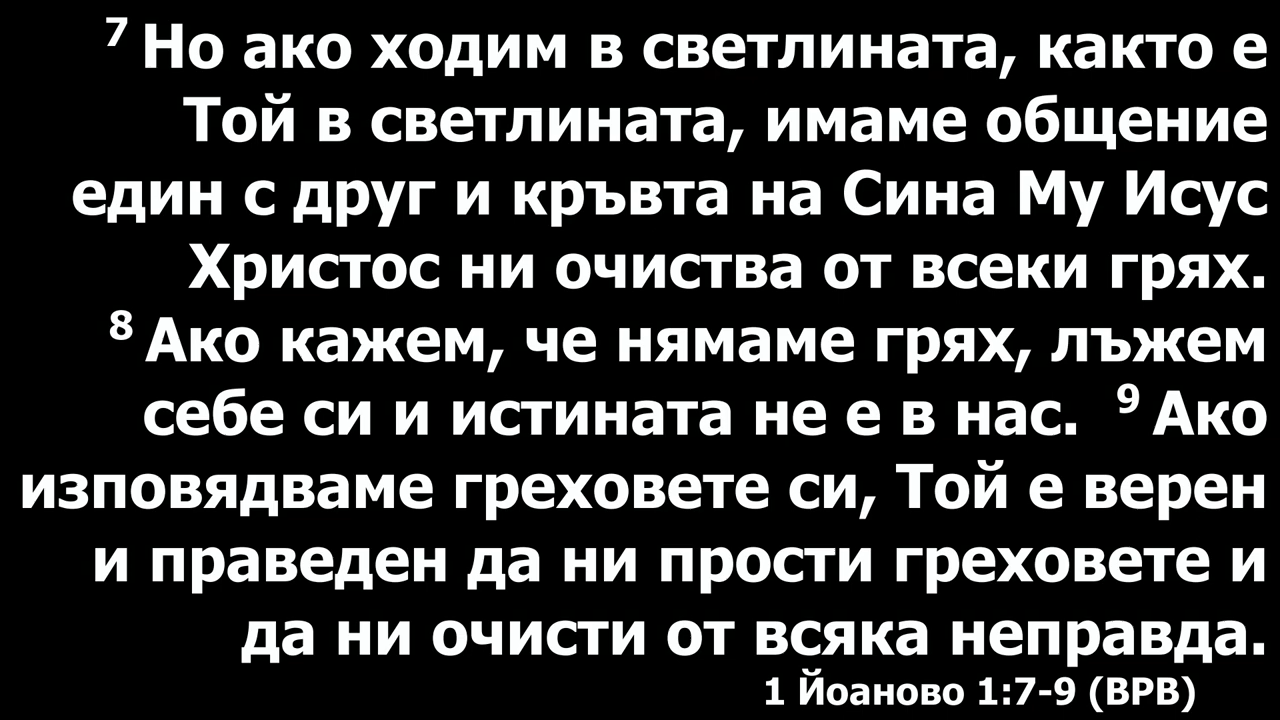 7 Но ако ходим в светлината, както е
Той в светлината, имаме общение
един с друг и кръвта на Сина Му Исус
Христос ни очиства от всеки грях.
8 Ако кажем, че нямаме грях, лъжем
себе си и истината не е в нас. 9 Ако
изповядваме греховете си, Той е верен
и праведен да ни прости греховете и
да ни очисти от всяка неправда.
1 Йоаново 1:7-9 (ВРВ)